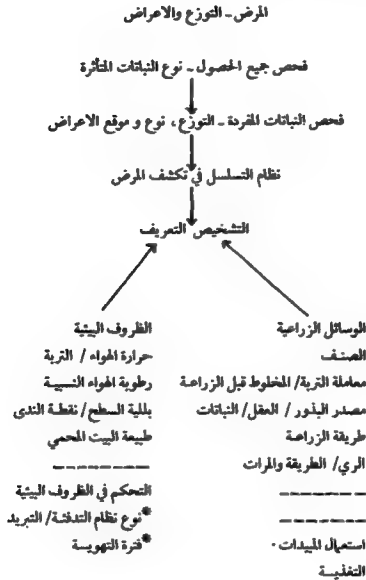 المرض ـ التوزع والاعراض
فحص جميع الحصول ـ نوع النباتات المتأثرة
فحص النباتات المفردة ـ التوزع، نوع و موقع الاعراض
نظام التسلسل في تكشف المرض
التشخيص التعريف
الوسائل الزراعية
الصنف
معاملة التربة/ المخلوط قبل الزراعة
مصدر البذور / العقل/ النباتات
طريقة الزراعة
الري/ الطريقة والمرات
استعمال المبيدات ·
التغذية
الظروف البيئية
حرارة الهواء / التربة
رطوبة الهواء النسبية
بللية السطح/ نقطة الندى
طبيعة البيت المحمي
التحكم في الظروف البيئية
*نوع نظام التدفئة/ التبريد
*فترة التهوية